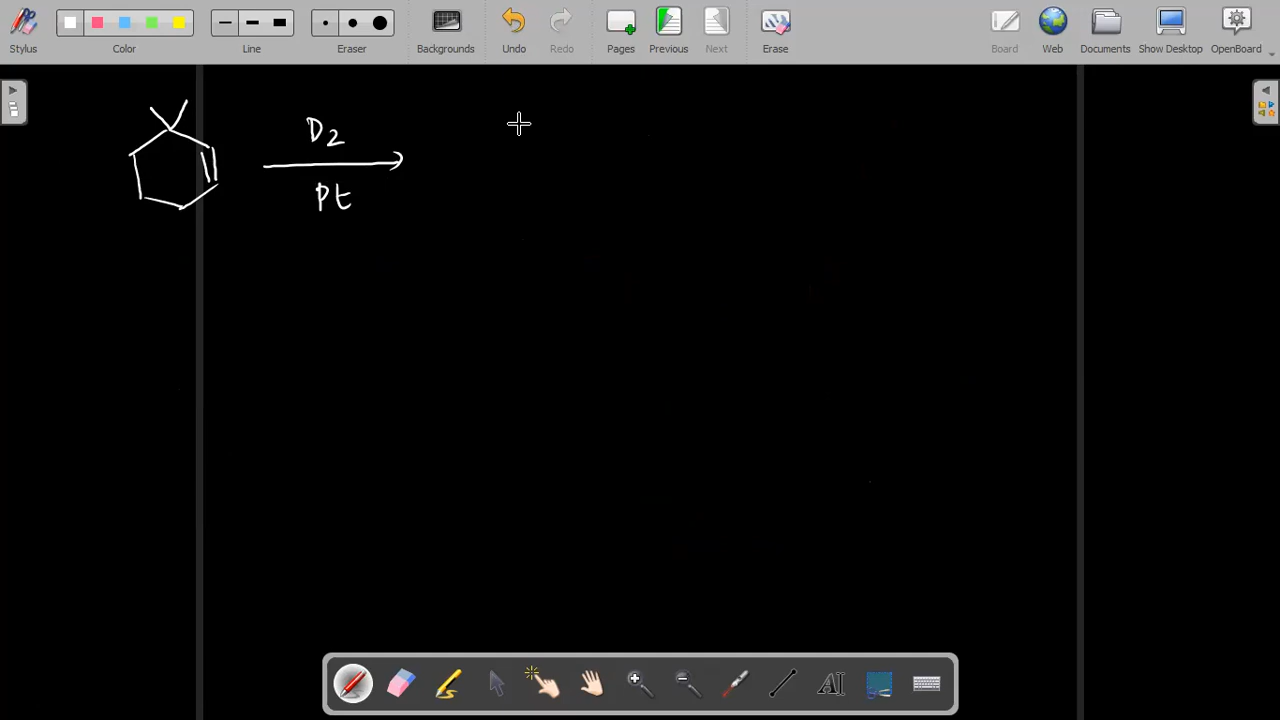 Stylus
Color
Line
Eraser
Backgrounds
Undo
Redo
Pages
Previous
Next
Erase
Board
Web
Documents
Show Desktop
OpenBoard
D2
Pt
AI